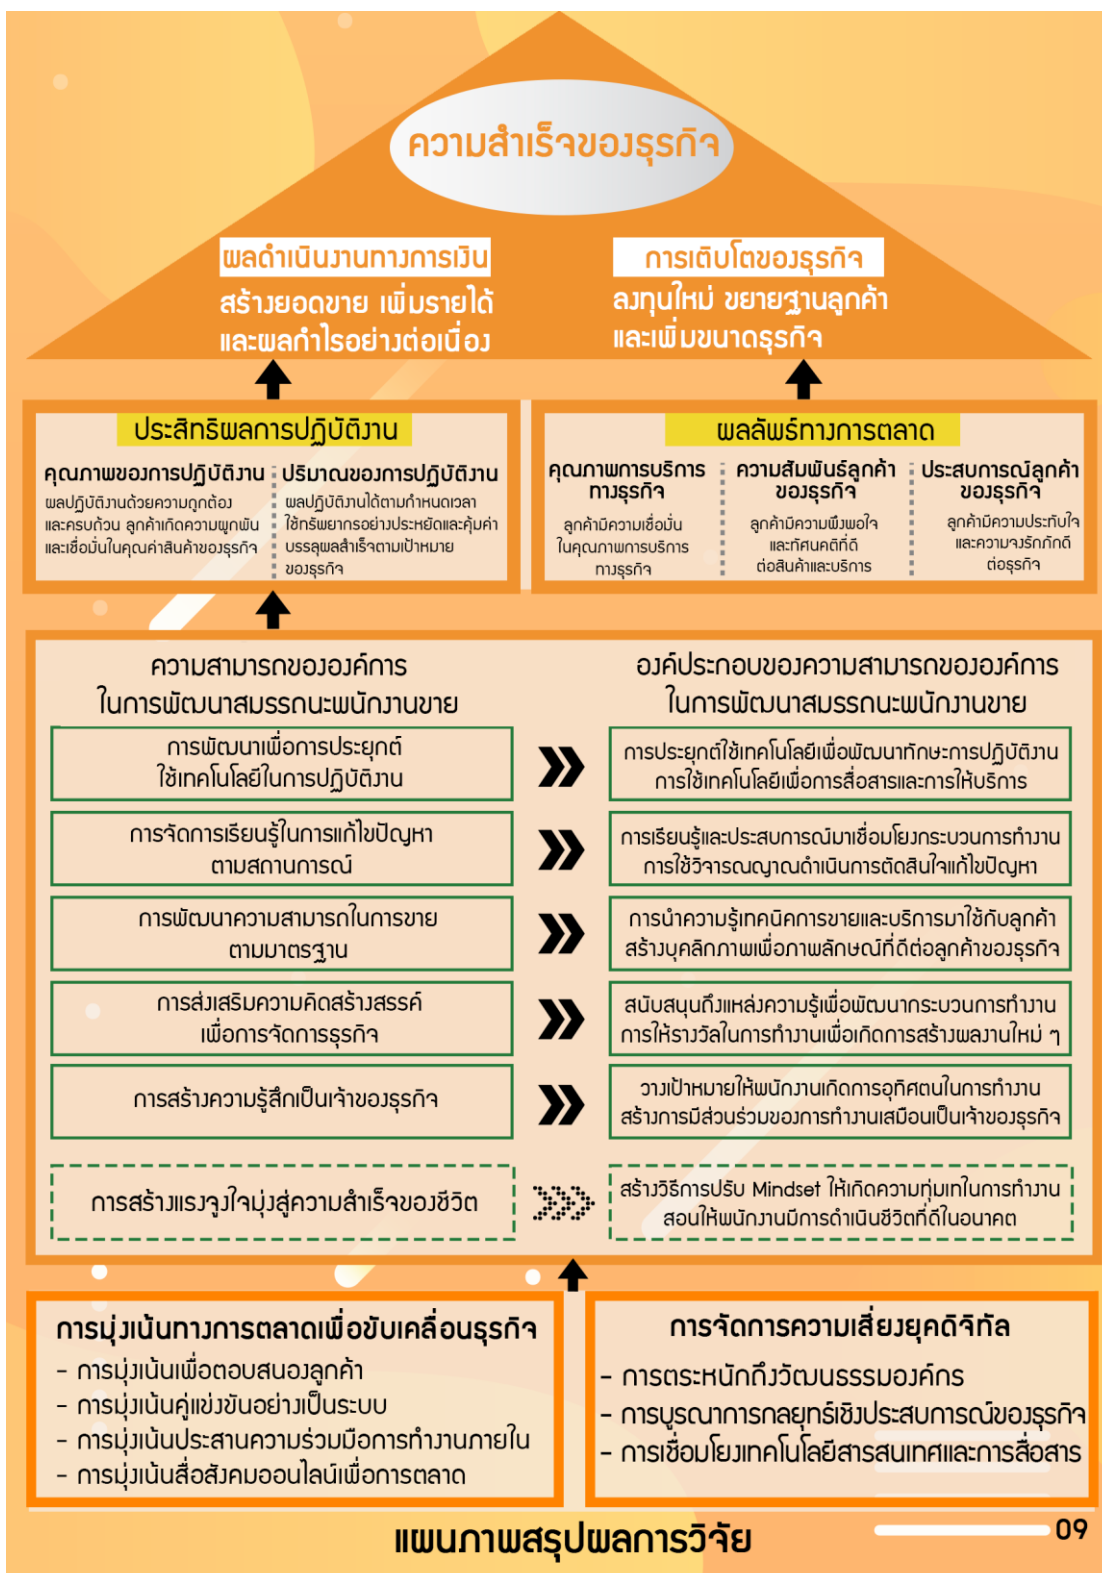 ความสำเร็จของธุรกิจ
ผลดำเนินงานทางการเงิน
สร้างยอดขาย เพิ่มรายได้
และผลกำไรอย่างต่อเนื่อง
การเติบโตของธุรกิจ
ลงทุนใหม่ ขยายฐานลูกค้า
และเพิ่มขนาดธุรกิจ
ประสิทธิผลการปฏิบัติงาน
คุณภาพของการปฏิบัติงาน
ผลปฏิบัติงานด้วยความถูกต้อง
และครบถ้วน ลูกค้าเกิดความผูกพัน
และเชื่อมั่นในคุณค่าสินค้าของธุรกิจ
ปริมาณของการปฏิบัติงาน
ผลปฏิบัติงานได้ตามกำหนดเวลา
ใช้ทรัพยากรอย่างประหยัดและคุ้มค่า
บรรลุผลสำเร็จตามเป้าหมาย
ของธุรกิจ
ผลลัพธ์ทางการตลาด
คุณภาพการบริการ
ทางธุรกิจ
ลูกค้ามีความเชื่อมั่น
ในคุณภาพการบริการ
ทางธุรกิจ
ความสัมพันธ์ลูกค้า
ของธุรกิจ
ลูกค้ามีความพึงพอใจ
และทัศนคติที่ดี
ต่อสินค้าและบริการ
ประสบการณ์ลูกค้า
ของธุรกิจ
ลูกค้ามีความประทับใจ
และความจงรักภักดี
ต่อธุรกิจ
ความสามารถขององค์การ
ในการพัฒนาสมรรถนะพนักงานขาย
องค์ประกอบของความสามารถขององค์การ
ในการพัฒนาสมรรถนะพนักงานขาย
การพัฒนาเพื่อการประยุกต์
ใช้เทคโนโลยีในการปฏิบัติงาน
การประยุกต์ใช้เทคโนโลยีเพื่อพัฒนาทักษะการปฏิบัติงาน
การใช้เทคโนโลยีเพื่อการสื่อสารและการให้บริการ
การจัดการเรียนรู้ในการแก้ไขปัญหา
ตามสถานการณ์
การเรียนรู้และประสบการณ์มาเชื่อมโยงกระบวนการทำงาน
การใช้วิจารณญาณดำเนินการตัดสินใจแก้ไขปัญหา
การพัฒนาความสามารถในการขาย
ตามมาตรฐาน
การนำความรู้เทคนิคการขายและบริการมาใช้กับลูกค้า
สร้างบุคลิกภาพเพื่อภาพลักษณ์ที่ดีต่อลูกค้าของธุรกิจ
การส่งเสริมความคิดสร้างสรรค์
เพื่อการจัดการธุรกิจ
สนับสนุนถึงแหล่งความรู้เพื่อพัฒนากระบวนการทำงาน
การให้รางวัลในการทำงานเพื่อเกิดการสร้างผลงานใหม่ ๆ
การสร้างความรู้สึกเป็นเจ้าของธุรกิจ
วางเป้าหมายให้พนักงานเกิดการอุทิศตนในการทำงาน
สร้างการมีส่วนร่วมของการทำงานเสมือนเป็นเจ้าของธุรกิจ
การสร้างแรงจูงใจมุ่งสู่ความสำเร็จของชีวิต
สร้างวิธีการปรับ Mindset ให้เกิดความทุ่มเทในการทำงาน
สอนให้พนักงานมีการดำเนินชีวิตที่ดีในอนาคต
การมุ่งเน้นทางการตลาดเพื่อขับเคลื่อนธุรกิจ
- การมุ่งเน้นเพื่อตอบสนองลูกค้า
- การมุ่งเน้นคู่แข่งขันอย่างเป็นระบบ
- การมุ่งเน้นประสานความร่วมมือการทำงานภายใน
- การมุ่งเน้นสื่อสังคมออนไลน์เพื่อการตลาด
การจัดการความเสี่ยงยุคดิจิทัล
- การตระหนักถึงวัฒนธรรมองค์กร
- การบูรณาการกลยุทธ์เชิงประสบการณ์ของธุรกิจ
- การเชื่อมโยงเทคโนโลยีสารสนเทศและการสื่อสาร
แผนภาพสรุปผลการวิจัย
09